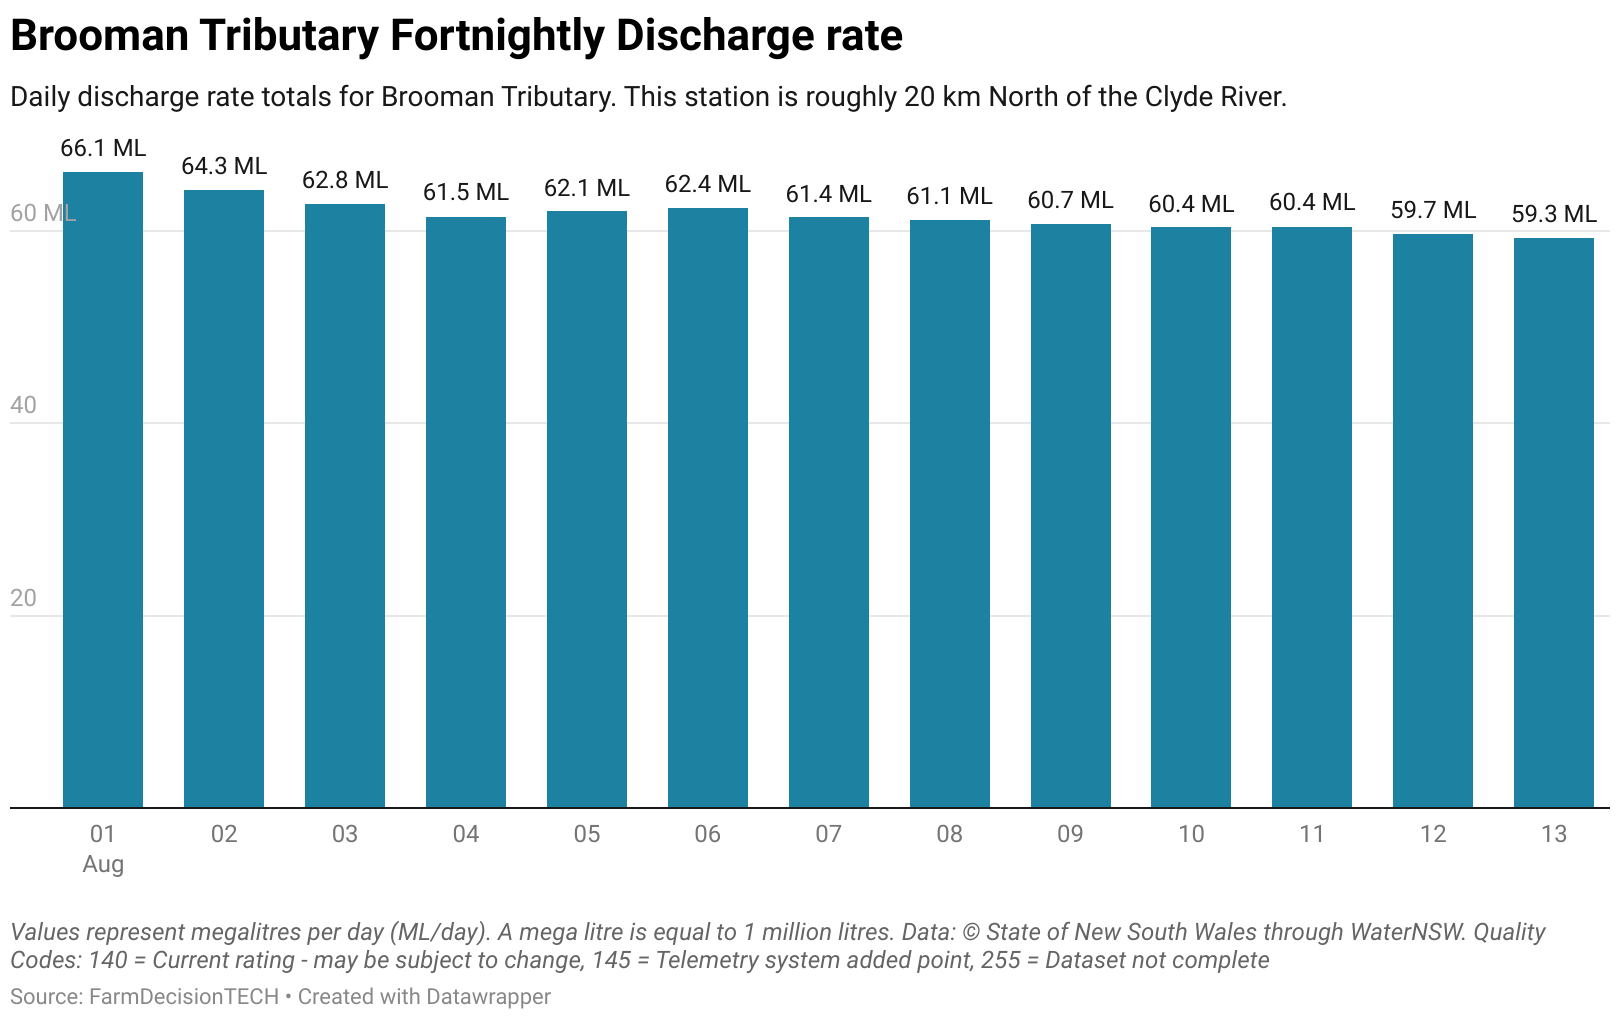 Brooman Tributary Fortnightly Discharge rate
Daily discharge rate totals for Brooman Tributary. This station is roughly 20 km North of the Clyde River.
66.1 ML
64.3 ML
62.8 ML
61.5 ML
62.1 ML
62.4 ML
61.4 ML
61.1 ML
60.7 ML
60.4 ML
60.4 ML
59.7 ML
59.3 ML
60 ML
40
20
01 02 03 04 05 06 07 08 09 10 11 12 13
Aug
Values represent megalitres per day (ML/day). A mega litre is equal to 1 million litres. Data: © State of New South Wales through WaterNSW. Quality
Codes: 140 = Current rating - may be subject to change, 145 = Telemetry system added point, 255 = Dataset not complete
Source: FarmDecisionTECH • Created with Datawrapper